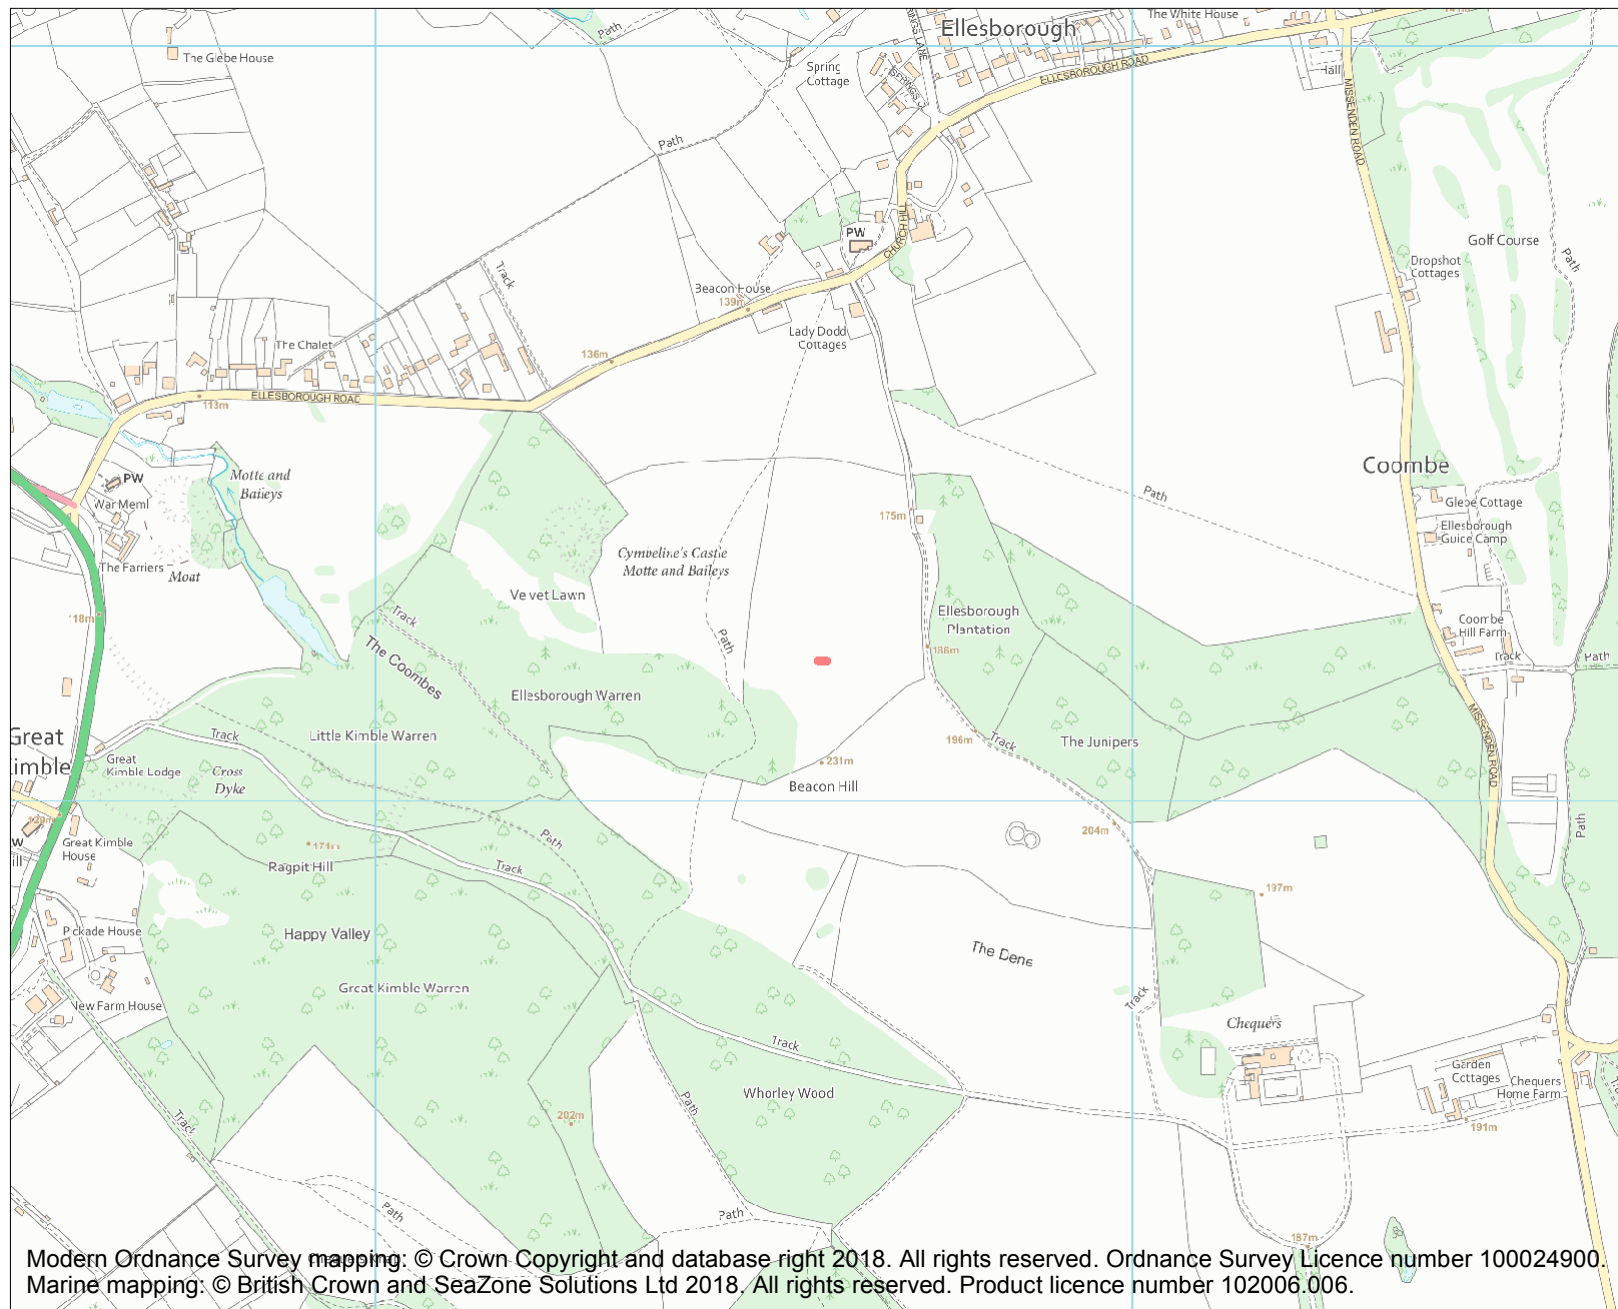 Ellesborough
The White House
The Glebe House
Path
Spring
Cottage
SPRINGS LANE
SPRINGS
ELLESBOROUGH ROAD
Hall
MISSENDEN ROAD
Path
PW
CHURCH HILL
Golf Course
Path
Dropshot
Cottages
Track
Beacon House
139m
Lady Dodd
Cottages
The Chalet
136m
113m
ELLESBOROUGH ROAD
Coombe
PW
Motte and
Baileys
War Meml
Path
Glebe Cottage
Ellesborough
Guice Camp
175m
The Farriers
Moat
Cymbeline's Castle
Motte and Baileys
Velvet Lawn
118m
Track
The Coombes
Path
Ellesborough
Plantation
186m
Coombe
Hill Farm
Track
Path
Ellesborough Warren
Great
Kimble
Track
Little Kimble Warren
196m
Track
The Junipers
MISSENDEN ROAD
Great
Kimble Lodge
Cross
Dyke
231m
Beacon Hill
129m
204m
Path
PW
Great Kimble
House
171m
Ragpit Hill
Path
Track
197m
Pickade House
Happy Valley
The Dene
Great Kimble Warren
New Farm House
Track
Chequers
Track
Whorley Wood
Garden
Cottages
Chequers
Home Farm
Path
202m
Track
191m
Path
Path
187m
Modern Ordnance Survey mapping: © Crown Copyright and database right 2018. All rights reserved. Ordnance Survey Licence number 100024900.
Marine mapping: © British Crown and SeaZone Solutions Ltd 2018. All rights reserved. Product licence number 102006.006.